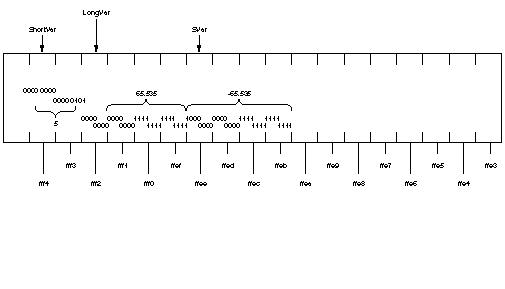 LongVar
ShortVar SVar
0000 0000
65.535 -65.535
0000 0101
5
0000 0000 1111 1111 1000 0000 1111 1111
0000 0000 1111 1111 0000 0000 1111 1111
fff3 fff1 ffef ffed ffeb ffe9 ffe7 ffe5 ffe3
fff4 fff2 fff0 ffee ffec ffea ffe8 ffe6 ffe4